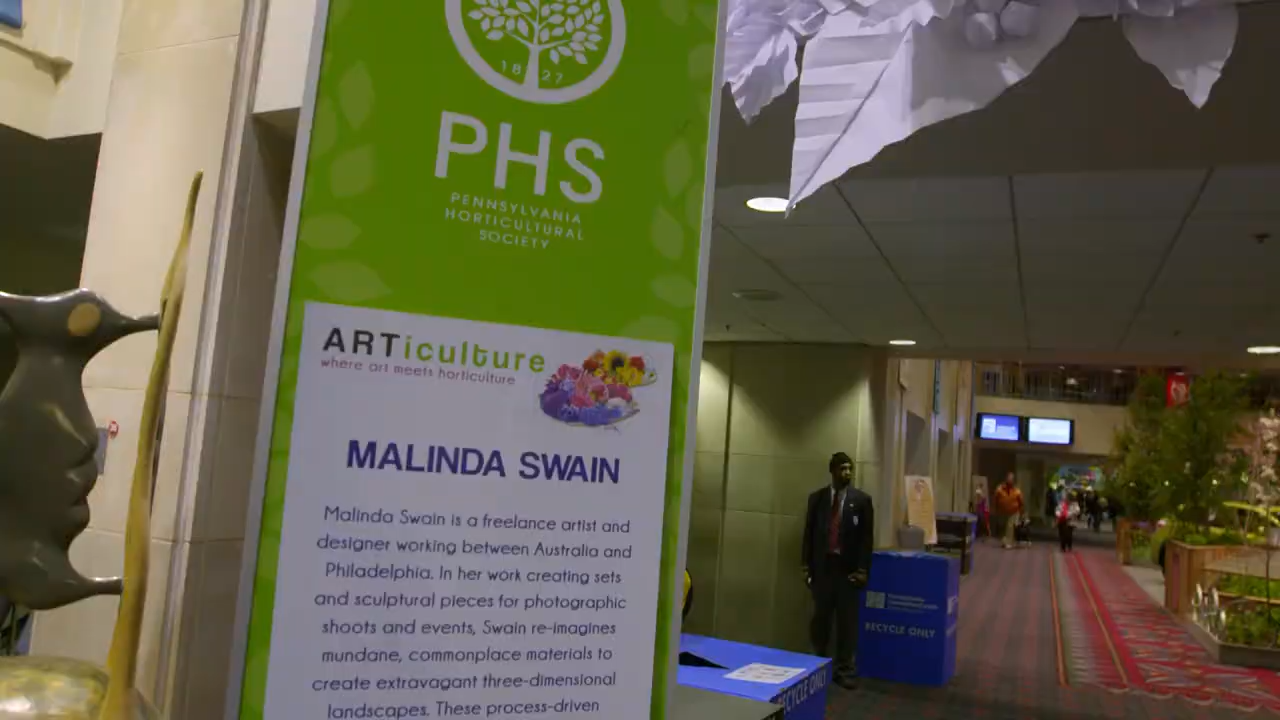 18 27
PHS
PENNSYLVANIA
HORTICULTURAL
SOCIETY
ARTiculture
where art meets horticulture
MALINDA SWAIN
Malinda Swain is a freelance artist and
designer working between Australia and
Philadelphia. In her work creating sets
and sculptural pieces for photographic
shoots and events, Swain re-imagines
mundane, commonplace materials to
create extravagant three-dimensional
landscapes. These process-driven
RECYCLE ONLY
RECYCLE ONLY